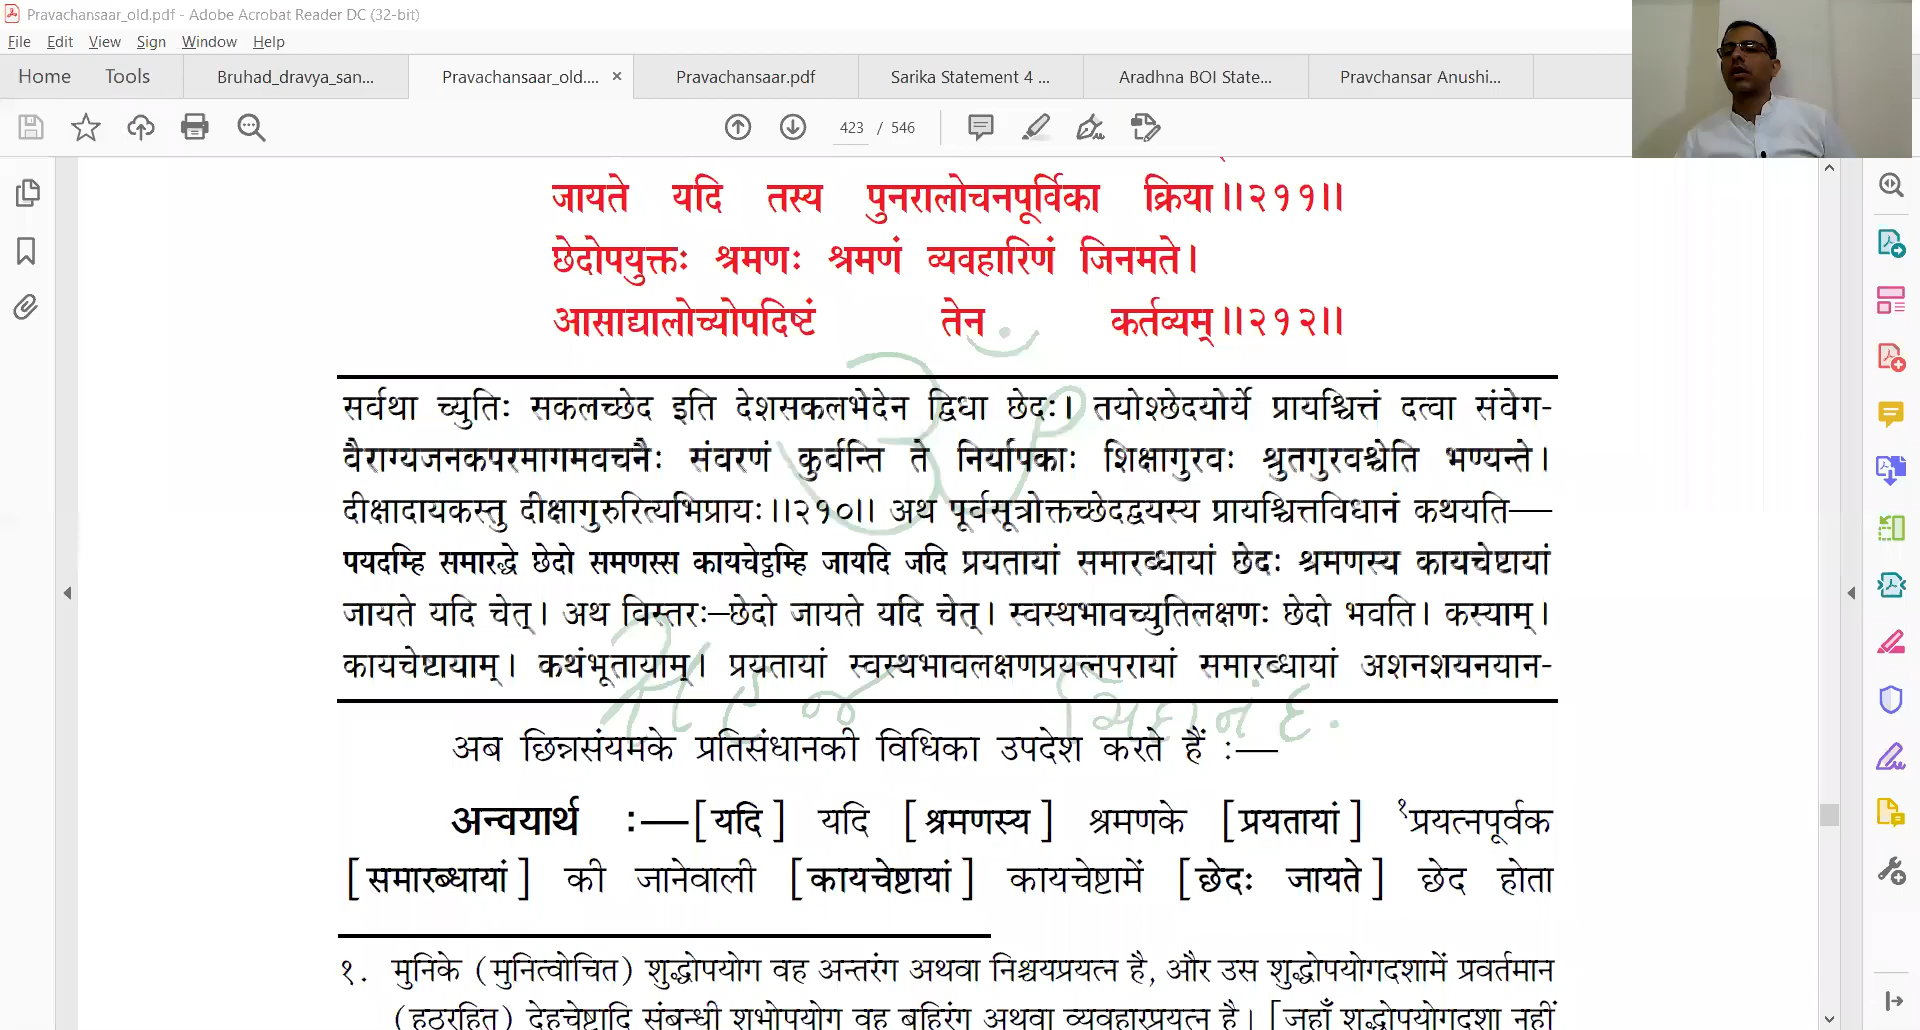 Pravachansaar_old.pdf - Adobe Acrobat Reader DC (32-bit)
File Edit View Sign Window Help
Home Tools Bruhad_dravya_san... Pravachansaar_old.... × Pravachansaar.pdf Sarika Statement 4 ... Aradhna BOI State... Pravchansar Anushi...
423 / 546
जायते यदि तस्य पुनरालोचनपूर्विका क्रिया॥२११॥
छेदोपयुक्तः श्रमणः श्रमणं व्यवहारिणं जिनमते।
आसाद्यालोच्योपदिष्टं तेन कर्तव्यम्॥२१२॥
ॐ
सर्वथा च्युतिः सकलच्छेद इति देशसकलभेदेन द्विधा छेदः। तयोश्छेदयोर्ये प्रायश्चित्तं दत्वा संवेग-
वैराग्यजनकपरमागमवचनैः संवरणं कुर्वन्ति ते निर्यापकाः शिक्षागुरवः श्रुतगुरवश्चेति भण्यन्ते।
दीक्षादायकस्तु दीक्षागुरुरित्यभिप्रायः॥२१०॥ अथ पूर्वसूत्रोक्तच्छेदद्वयस्य प्रायश्चित्तविधानं कथयति—
पयदम्हि समारद्धे छेदो समणस्स कायचेट्ठम्हि जायदि जदि प्रयतायां समारब्धायां छेदः श्रमणस्य कायचेष्टायां
जायते यदि चेत्। अथ विस्तरः—छेदो जायते यदि चेत्। स्वस्थभावच्युतिलक्षणः छेदो भवति। कस्याम्।
कायचेष्टायाम्। कथंभूतायाम्। प्रयतायां स्वस्थभावलक्षणप्रयत्नपरायां समारब्धायां अशनशयनयान-
સહજ ચિદાનંદ.
अब छिन्नसंयमके प्रतिसंधानकी विधिका उपदेश करते हैं :—
अन्वयार्थ :—[यदि] यदि [श्रमणस्य] श्रमणके [प्रयतायां] १प्रयत्नपूर्वक
[समारब्धायां] की जानेवाली [कायचेष्टायां] कायचेष्टामें [छेदः जायते] छेद होता
१. मुनिके (मुनित्वोचित) शुद्धोपयोग वह अन्तरंग अथवा निश्चयप्रयत्न है, और उस शुद्धोपयोगदशामें प्रवर्तमान
(हठरहित) देहचेष्टादि संबन्धी शुभोपयोग वह बहिरंग अथवा व्यवहारप्रयत्न है। [जहाँ शुद्धोपयोगदशा नहीं